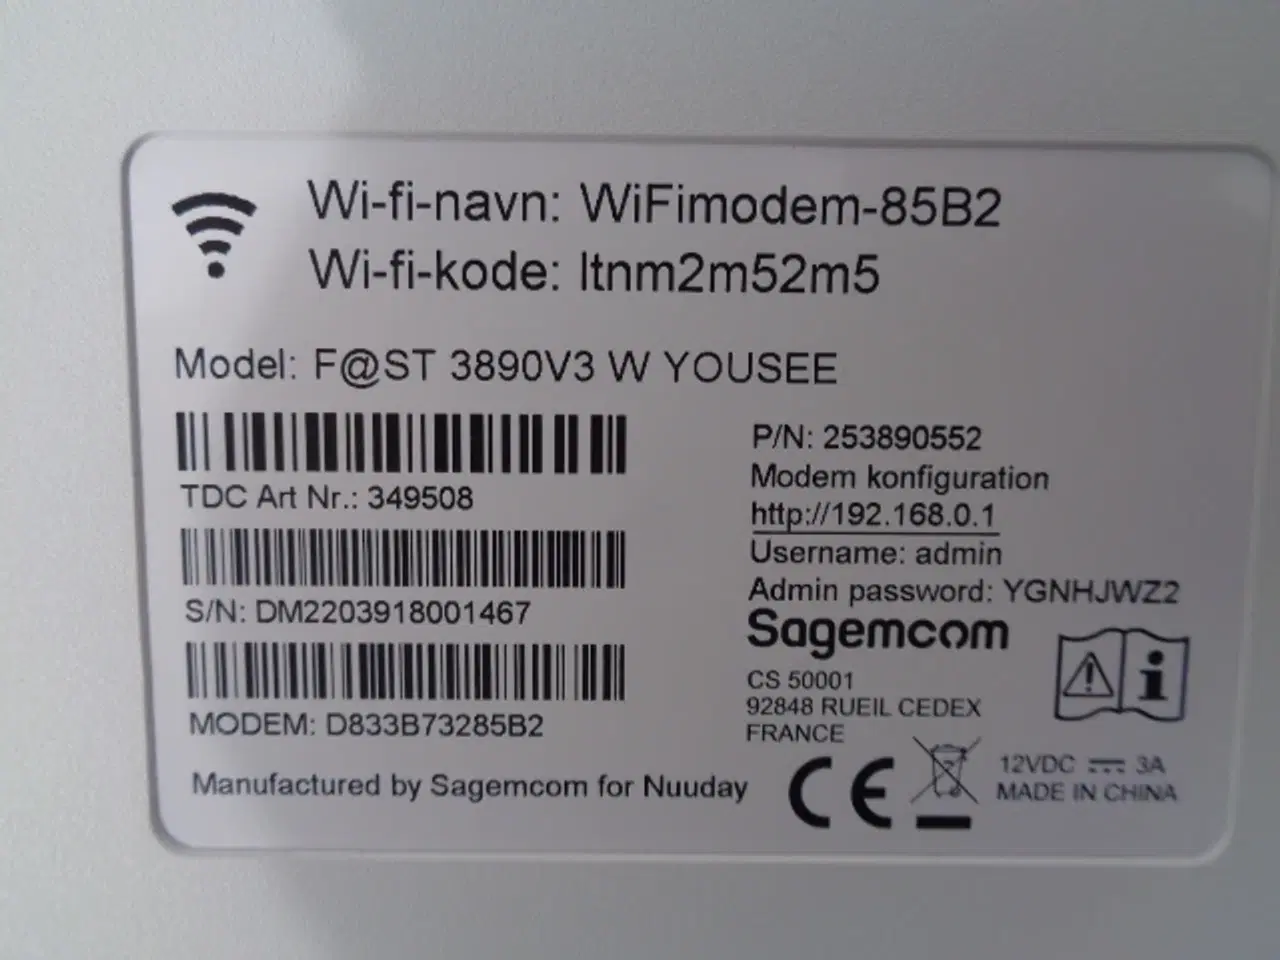 Wi-fi-navn: WiFimodem-85B2
Wi-fi-kode: ltnm2m52m5
Model: F@ST 3890V3 W YOUSEE
TDC Art Nr.: 349508
S/N: DM2203918001467
MODEM: D833B73285B2
Manufactured by Sagemcom for Nuuday
P/N: 253890552
Modem konfiguration
http://192.168.0.1
Username: admin
Admin password: YGNHJWZ2
Sagemcom
CS 50001
92848 RUEIL CEDEX
FRANCE
CE
12VDC ⎓ 3A
MADE IN CHINA